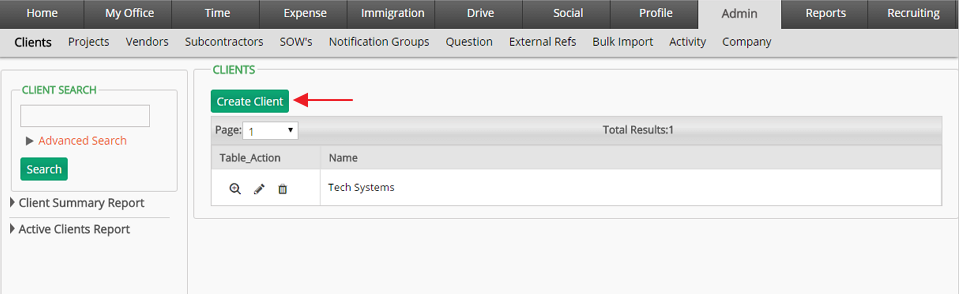 Home My Office Time Expense Immigration Drive Social Profile Admin Reports Recruiting
Clients Projects Vendors Subcontractors SOW's Notification Groups Question External Refs Bulk Import Activity Company
CLIENT SEARCH
Advanced Search
Search
Client Summary Report
Active Clients Report
CLIENTS
Create Client
Page: 1 Total Results:1
Table_Action Name
Tech Systems